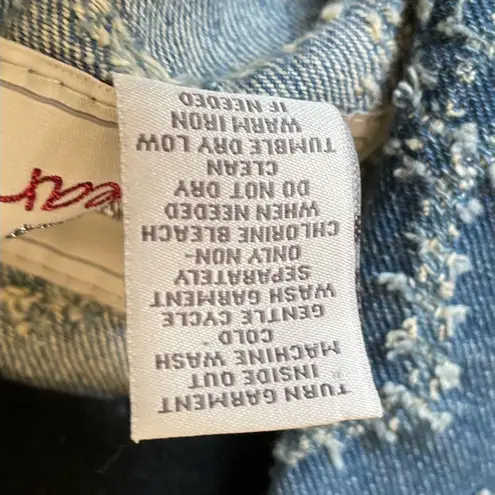 TURN GARMENT
INSIDE OUT
MACHINE WASH
COLD -
GENTLE CYCLE
WASH GARMENT
SEPARATELY
ONLY NON-
CHLORINE BLEACH
WHEN NEEDED
DO NOT DRY
CLEAN
TUMBLE DRY LOW
WARM IRON
IF NEEDED